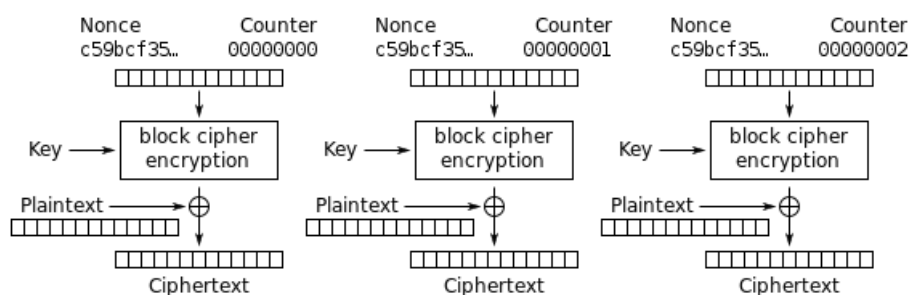 Nonce Counter Nonce Counter Nonce Counter
c59bcf35… 00000000 c59bcf35… 00000001 c59bcf35… 00000002
block cipher block cipher block cipher
Key encryption Key encryption Key encryption
Plaintext Plaintext Plaintext
Ciphertext Ciphertext Ciphertext